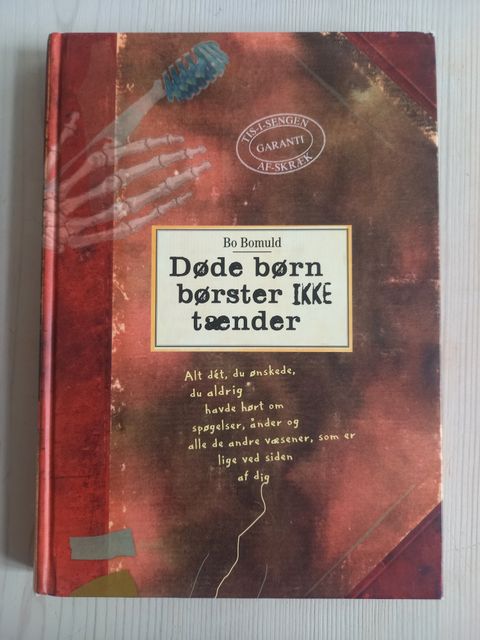 TIS-I-SENGEN
GARANTI
AF-SKRÆK
Bo Bomuld
Døde børn
børster IKKE
tænder
Alt dét, du ønskede,
du aldrig
havde hørt om
spøgelser, ånder og
alle de andre væsener, som er
lige ved siden
af dig